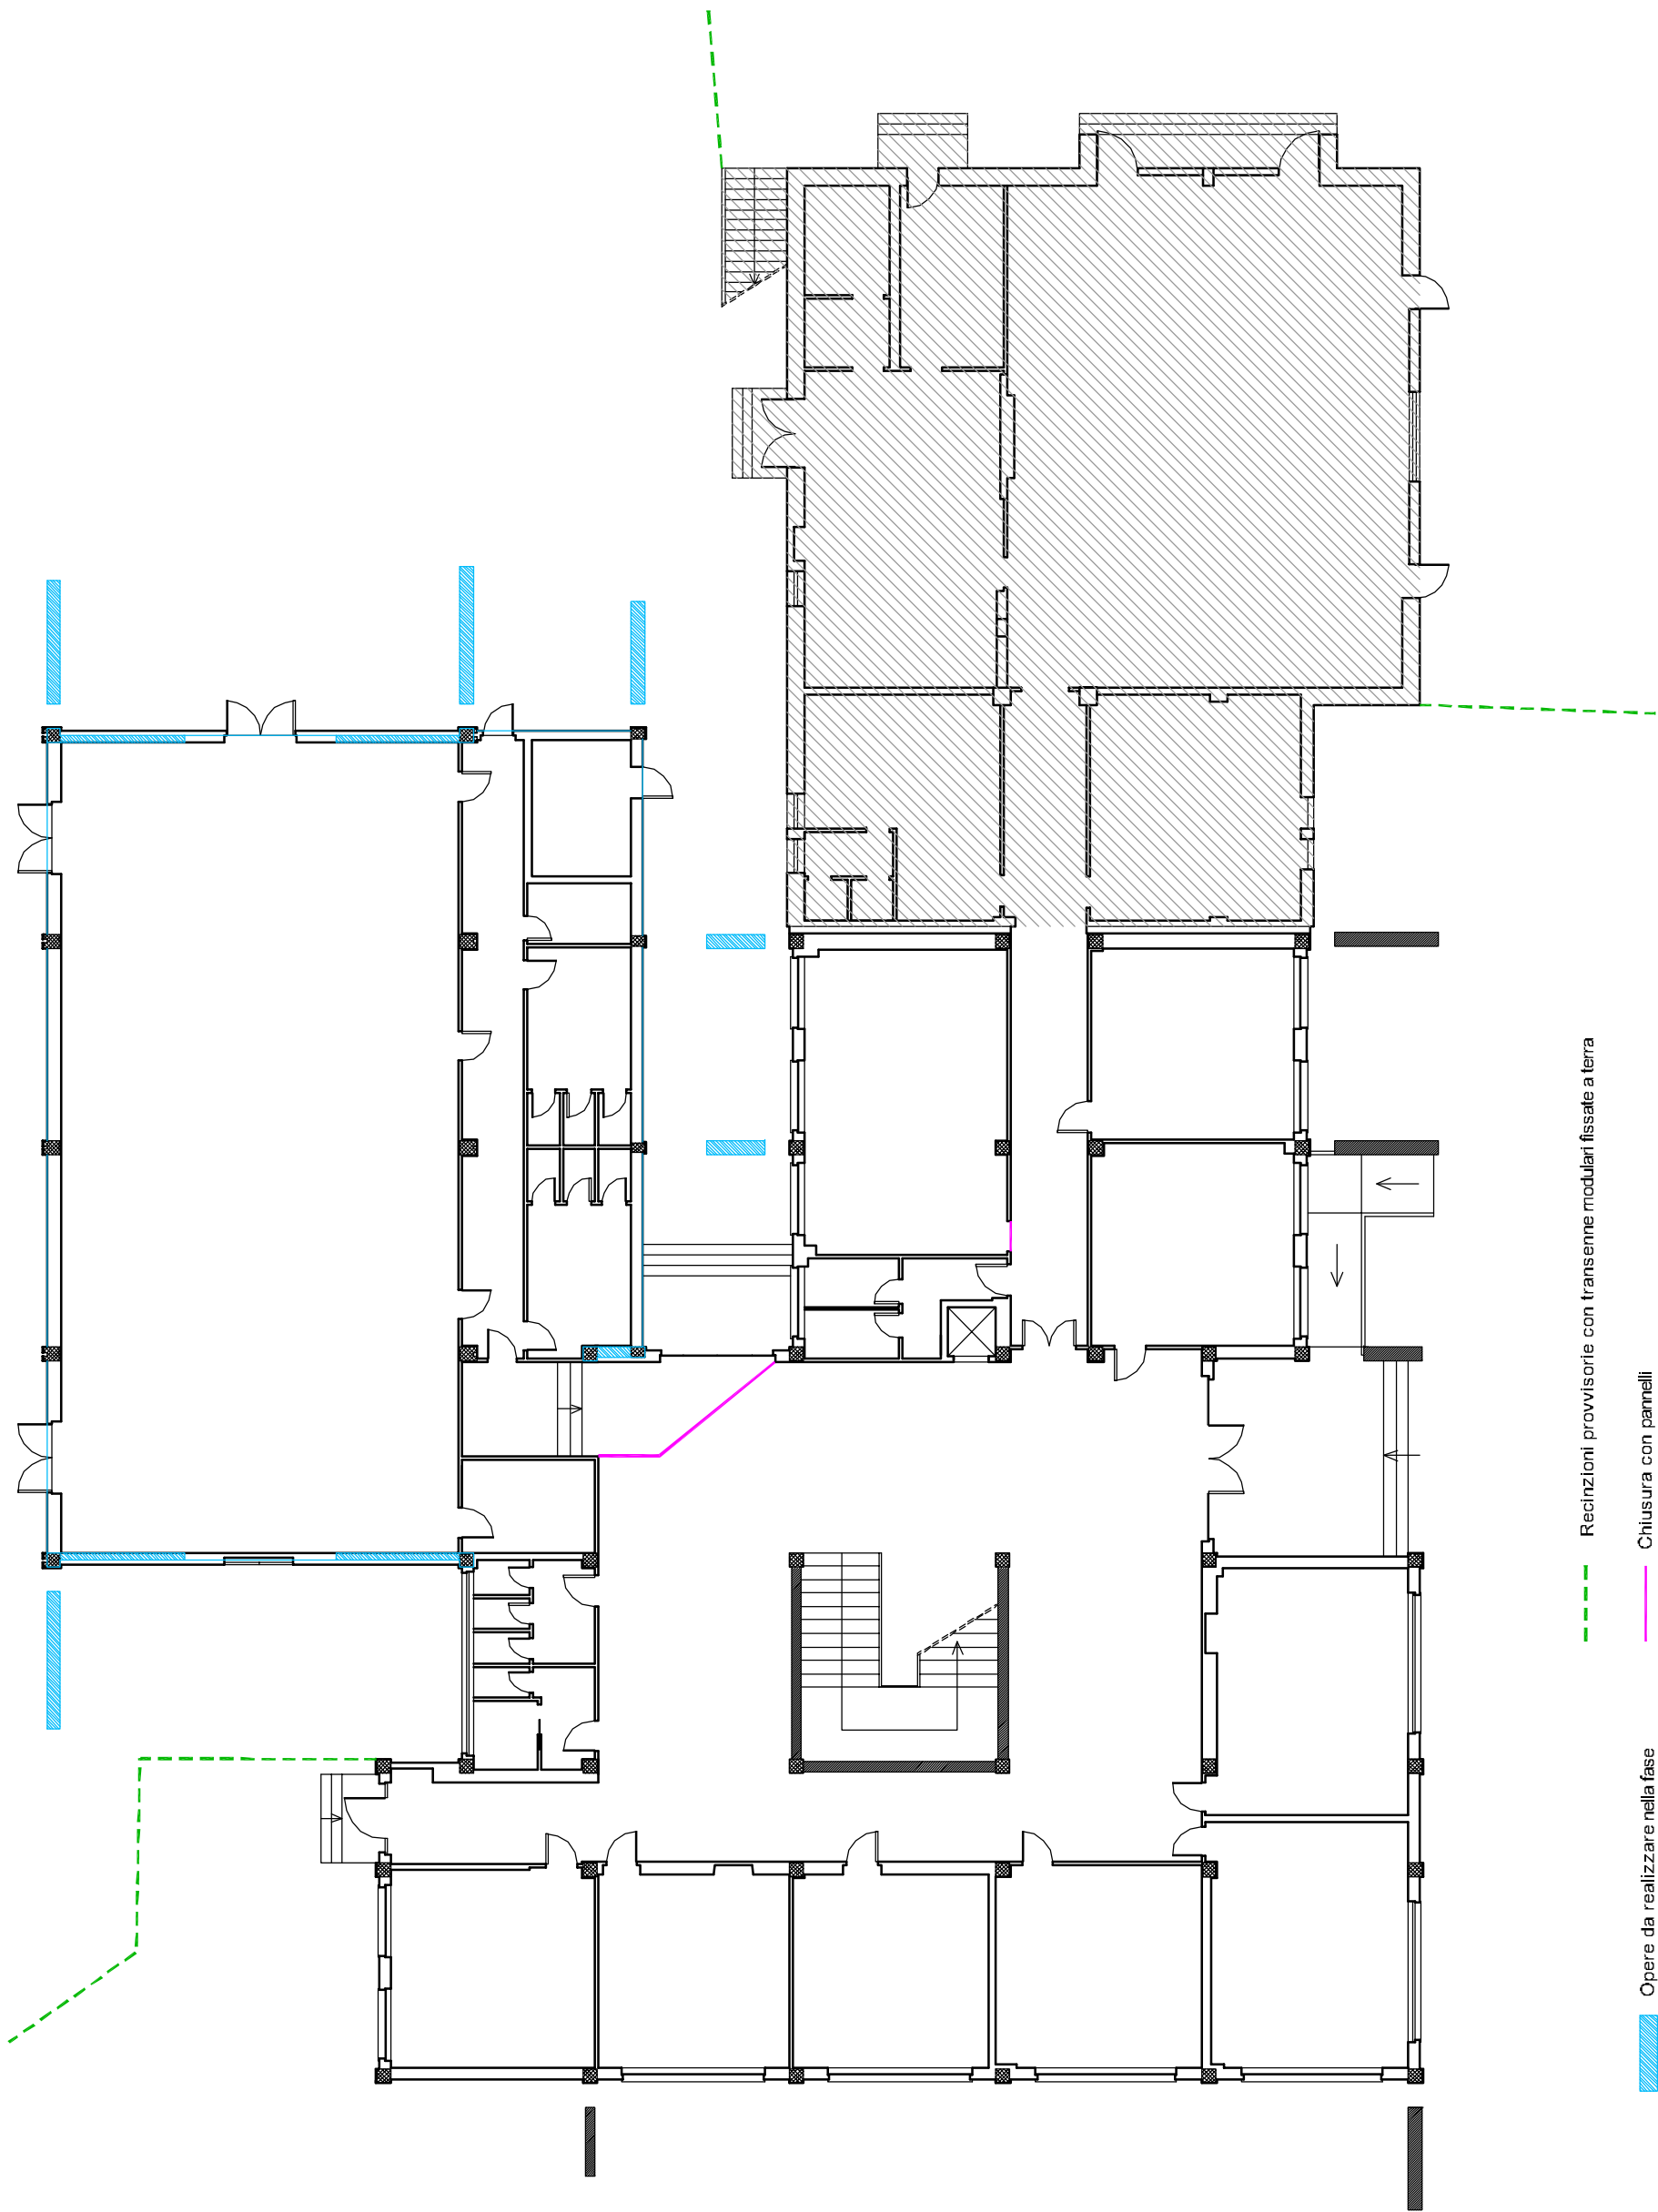 Recinzioni provvisorie con transenne modulari fissate a terra
Opere da realizzare nella fase
Chiusura con pannelli